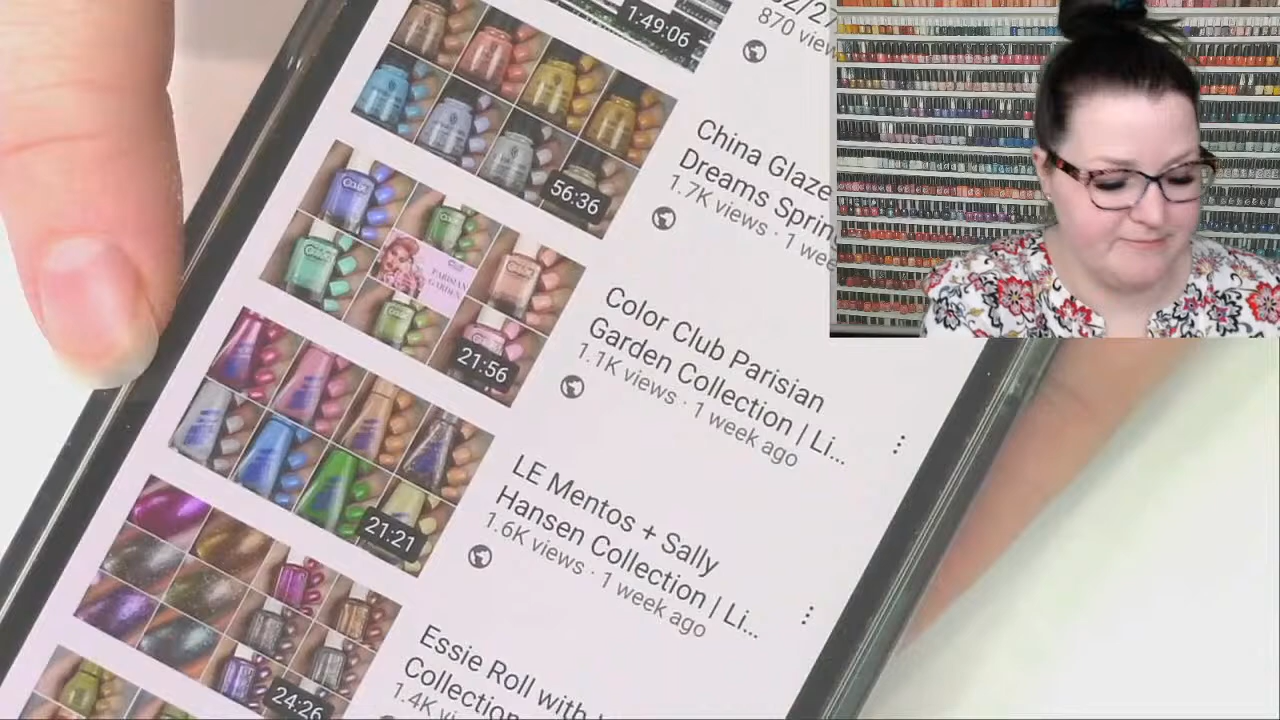 1:49:06
870 view
China Glaze
Dreams Sprin
1.7K views · 1 wee
56:36
Color Club Parisian
Garden Collection | Li...
1.1K views · 1 week ago
PARISIAN
GARDEN
21:56
LE Mentos + Sally
Hansen Collection | Li...
1.6K views · 1 week ago
21:21
Essie Roll with
Collection
1.4K vi
24:26